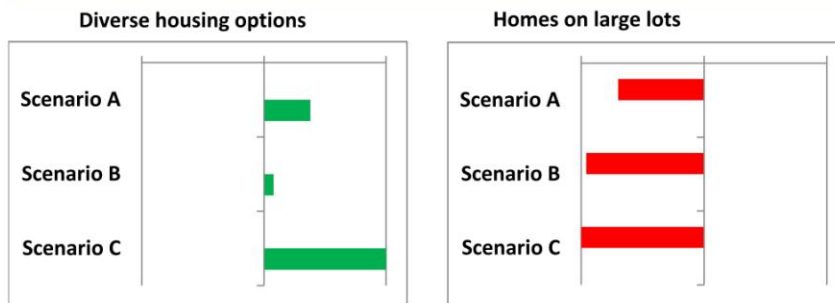 Diverse housing options
Scenario A
Scenario B
Scenario C
Homes on large lots
Scenario A
Scenario B
Scenario C